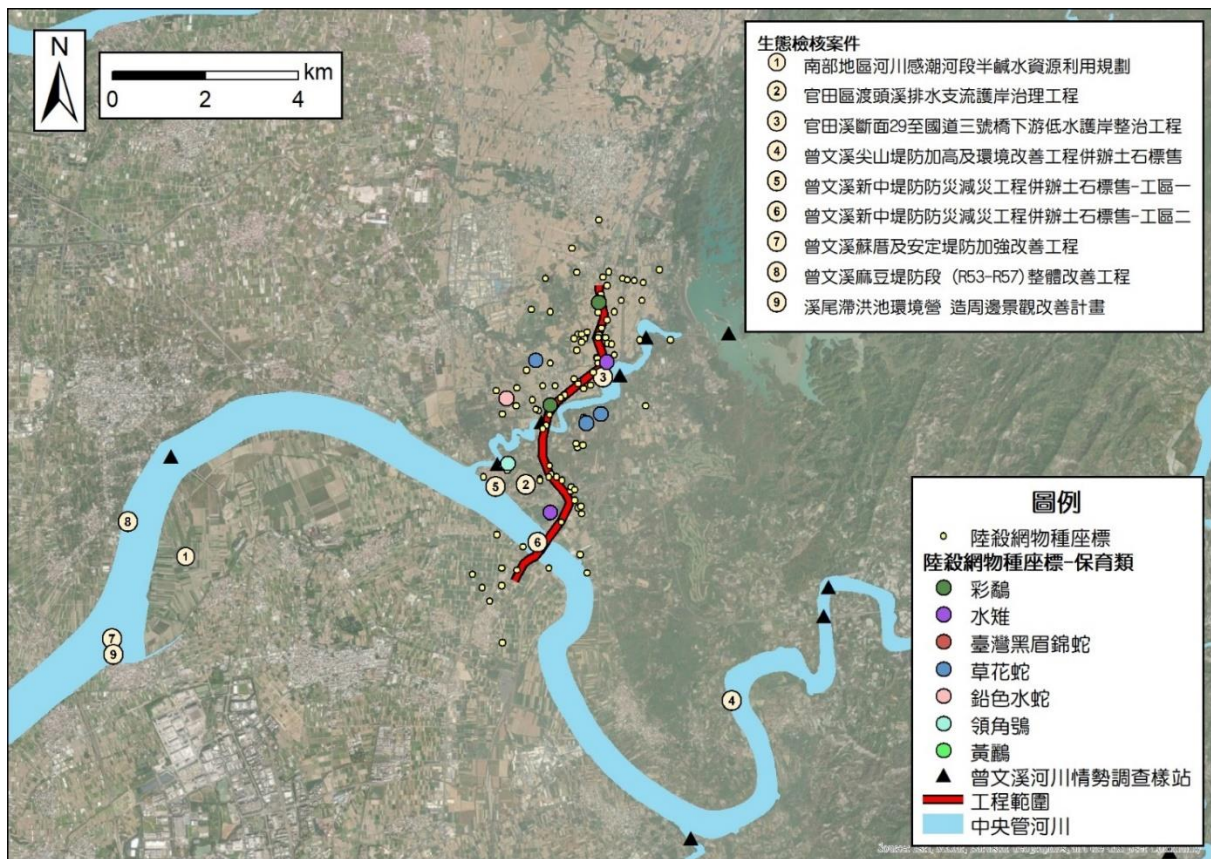 N
km
0 2 4
生態檢核案件
1 南部地區河川感潮河段半鹹水資源利用規劃
2 官田區渡頭溪排水支流護岸治理工程
3 官田溪斷面29至國道三號橋下游低水護岸整治工程
4 曾文溪尖山堤防加高及環境改善工程併辦土石標售
5 曾文溪新中堤防防災減災工程併辦土石標售-工區一
6 曾文溪新中堤防防災減災工程併辦土石標售-工區二
7 曾文溪蘇厝及安定堤防加強改善工程
8 曾文溪麻豆堤防段 (R53-R57)整體改善工程
9 溪尾滯洪池環境營 造周邊景觀改善計畫
3
5
2
6
8
1
7
9
4
圖例
陸殺網物種座標
陸殺網物種座標-保育類
彩鷸
水雉
臺灣黑眉錦蛇
草花蛇
鉛色水蛇
領角鴞
黃鸝
曾文溪河川情勢調查樣站
工程範圍
中央管河川